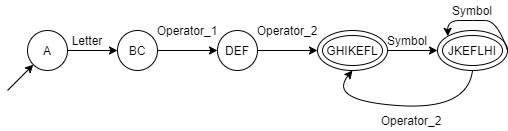 Symbol
A Letter BC Operator_1 DEF Operator_2 GHIKEFL Symbol JKEFLHI
Operator_2